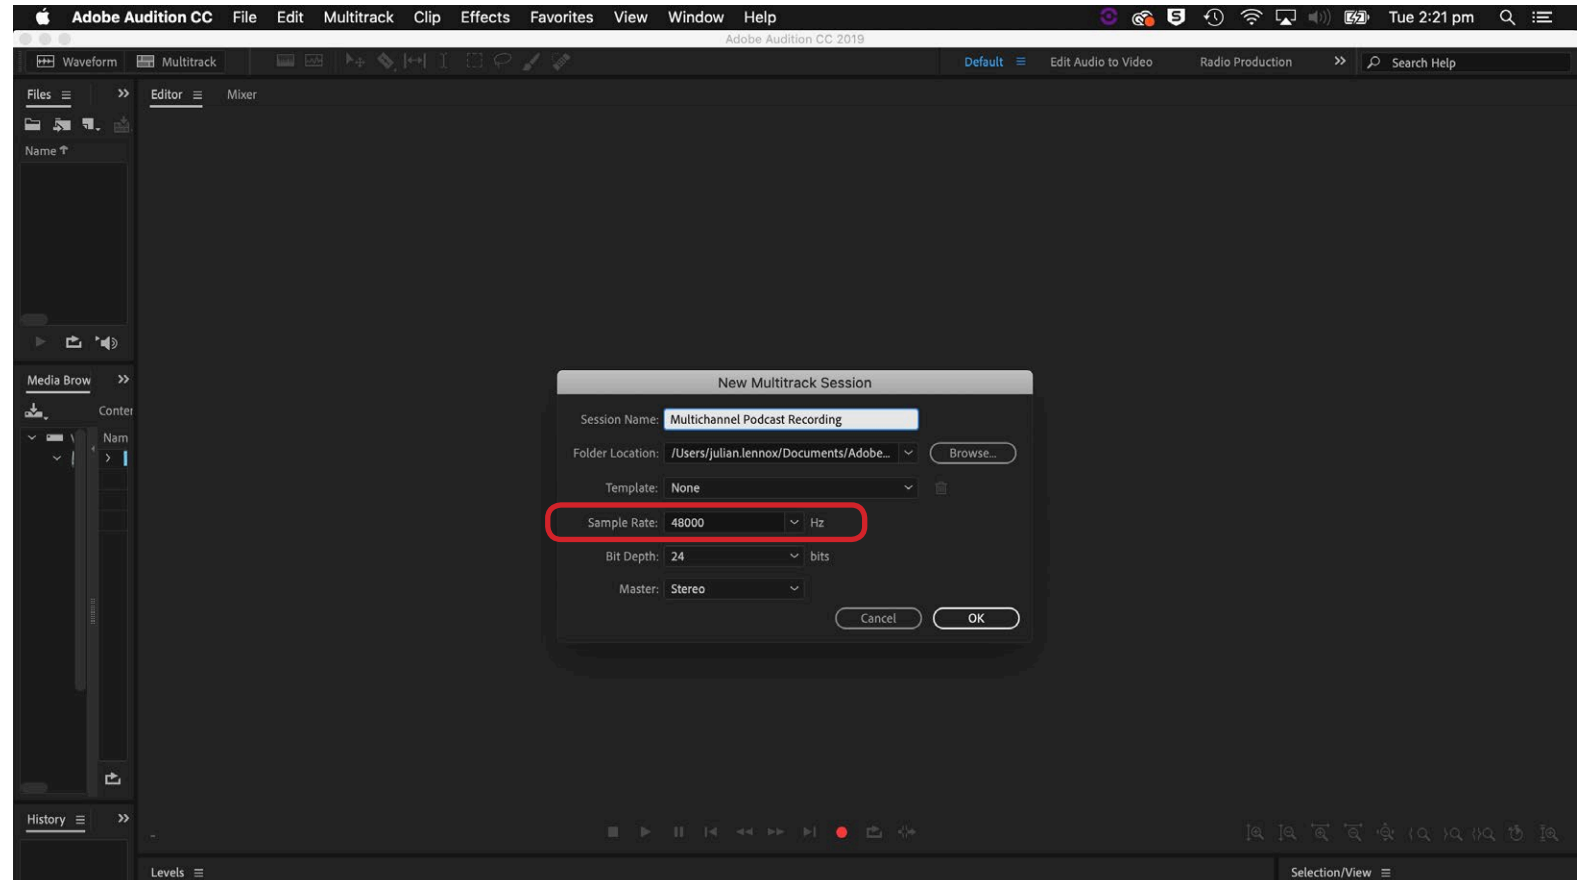 Adobe Audition CC File Edit Multitrack Clip Effects Favorites View Window Help Tue 2:21 pm
Adobe Audition CC 2019
Waveform Multitrack Default Edit Audio to Video Radio Production Search Help
Files Editor Mixer
Name
Media Brow
Conter
Nam
New Multitrack Session
Session Name: Multichannel Podcast Recording
Folder Location: /Users/julian.lennox/Documents/Adobe... Browse...
Template: None
Sample Rate: 48000 Hz
Bit Depth: 24 bits
Master: Stereo
Cancel OK
History
Levels Selection/View